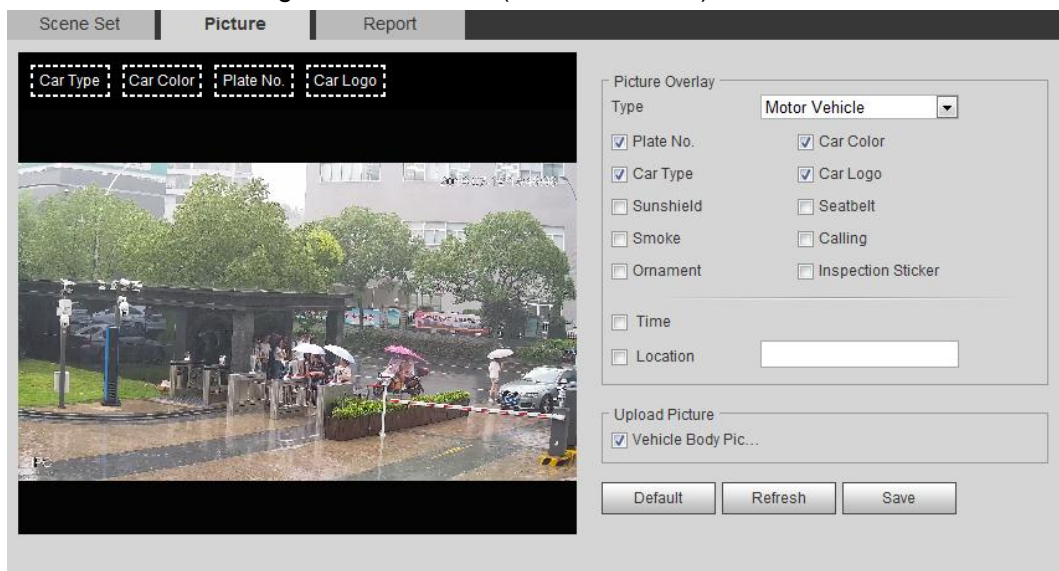 Scene Set Picture Report
Car Type Car Color Plate No. Car Logo
Picture Overlay
Type Motor Vehicle
Plate No. Car Color
Car Type Car Logo
Sunshield Seatbelt
Smoke Calling
Ornament Inspection Sticker
Time
Location
Upload Picture
Vehicle Body Pic...
Default Refresh Save